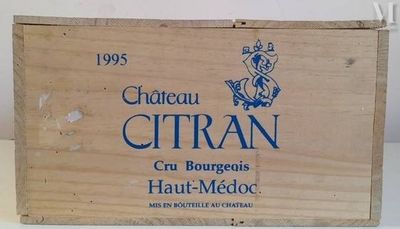 M
1995
Château
CITRAN
Cru Bourgeois
Haut-Médoc
MIS EN BOUTEILLE AU CHATEAU